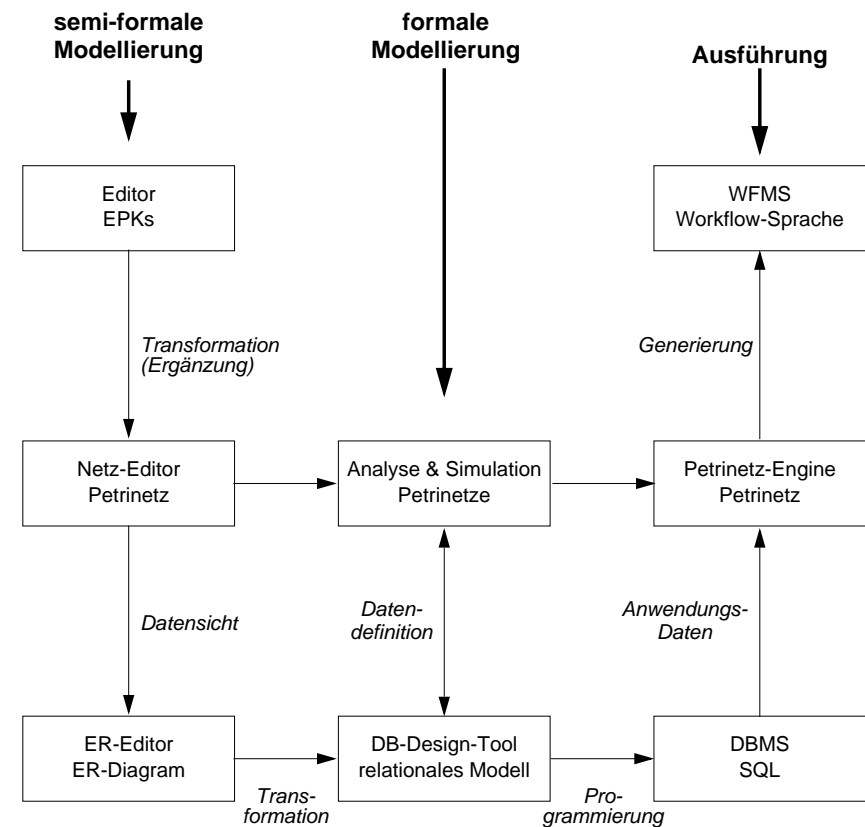 semi-formale
Modellierung
formale
Modellierung
Ausführung
Editor
EPKs
WFMS
Workflow-Sprache
Transformation
(Ergänzung)
Generierung
Netz-Editor
Petrinetz
Analyse & Simulation
Petrinetze
Petrinetz-Engine
Petrinetz
Datensicht
Daten-
definition
Anwendungs-
Daten
ER-Editor
ER-Diagram
DB-Design-Tool
relationales Modell
DBMS
SQL
Trans-
formation
Pro-
grammierung